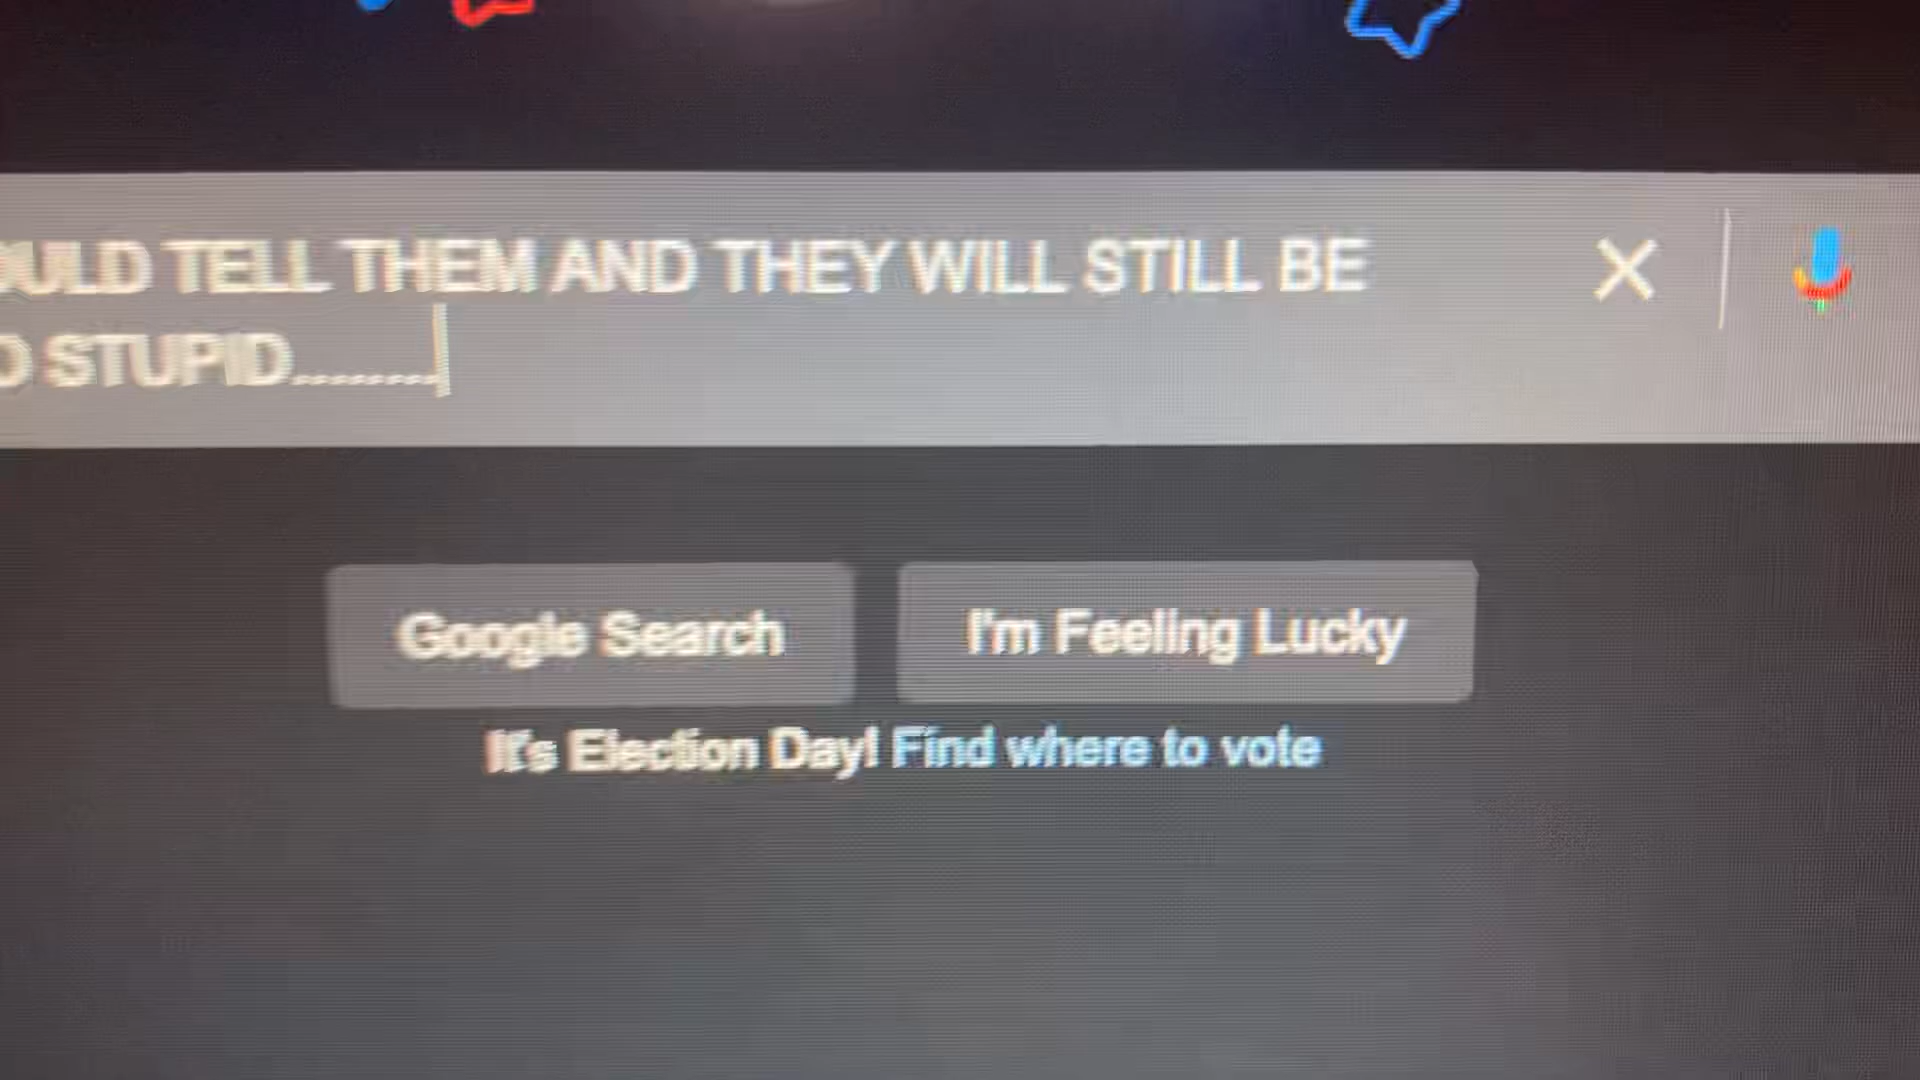 OULD TELL THEM AND THEY WILL STILL BE
O STUPID.........
Google Search
I'm Feeling Lucky
It's Election Day! Find where to vote